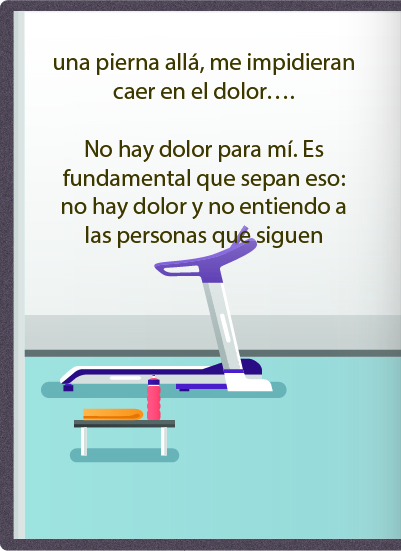 una pierna allá, me impidieran
caer en el dolor….
No hay dolor para mí. Es
fundamental que sepan eso:
no hay dolor y no entiendo a
las personas que siguen